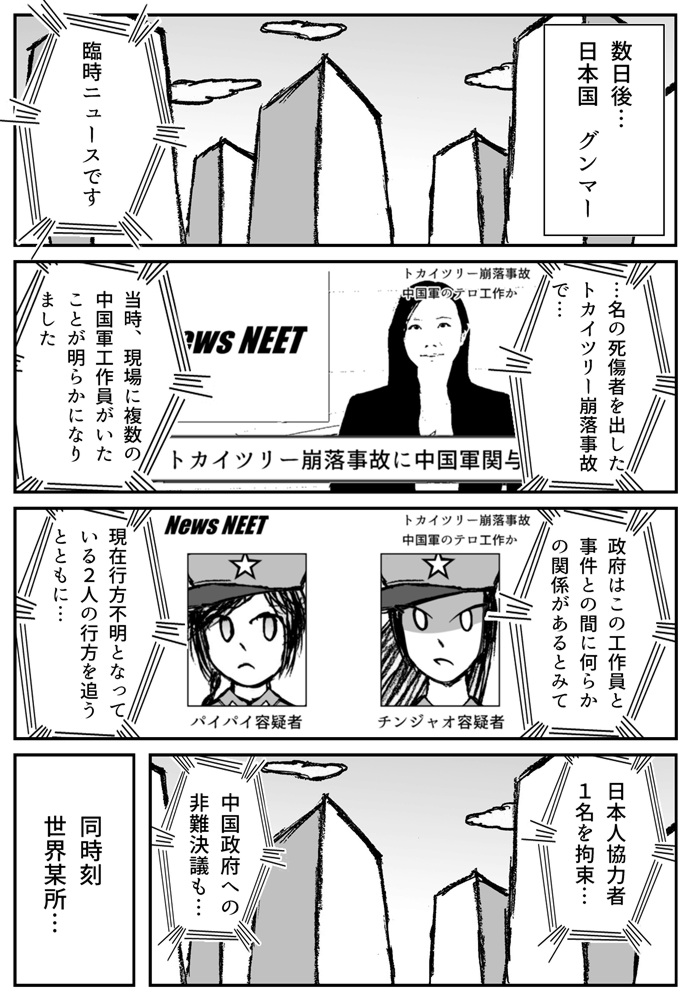 数日後…
日本国　グンマー
臨時ニュースです
…名の死傷者を出した
トカイツリー崩落事故
で…
トカイツリー崩落事故
中国軍のテロ工作か
ews NEET
トカイツリー崩落事故に中国軍関与
当時、現場に複数の
中国軍工作員がいた
ことが明らかになり
ました
政府はこの工作員と
事件との間に何らか
の関係があるとみて
トカイツリー崩落事故
中国軍のテロ工作か
News NEET
チンジャオ容疑者
パイパイ容疑者
現在行方不明となって
いる２人の行方を追う
とともに…
日本人協力者
１名を拘束…
中国政府への
非難決議も…
同時刻
世界某所…